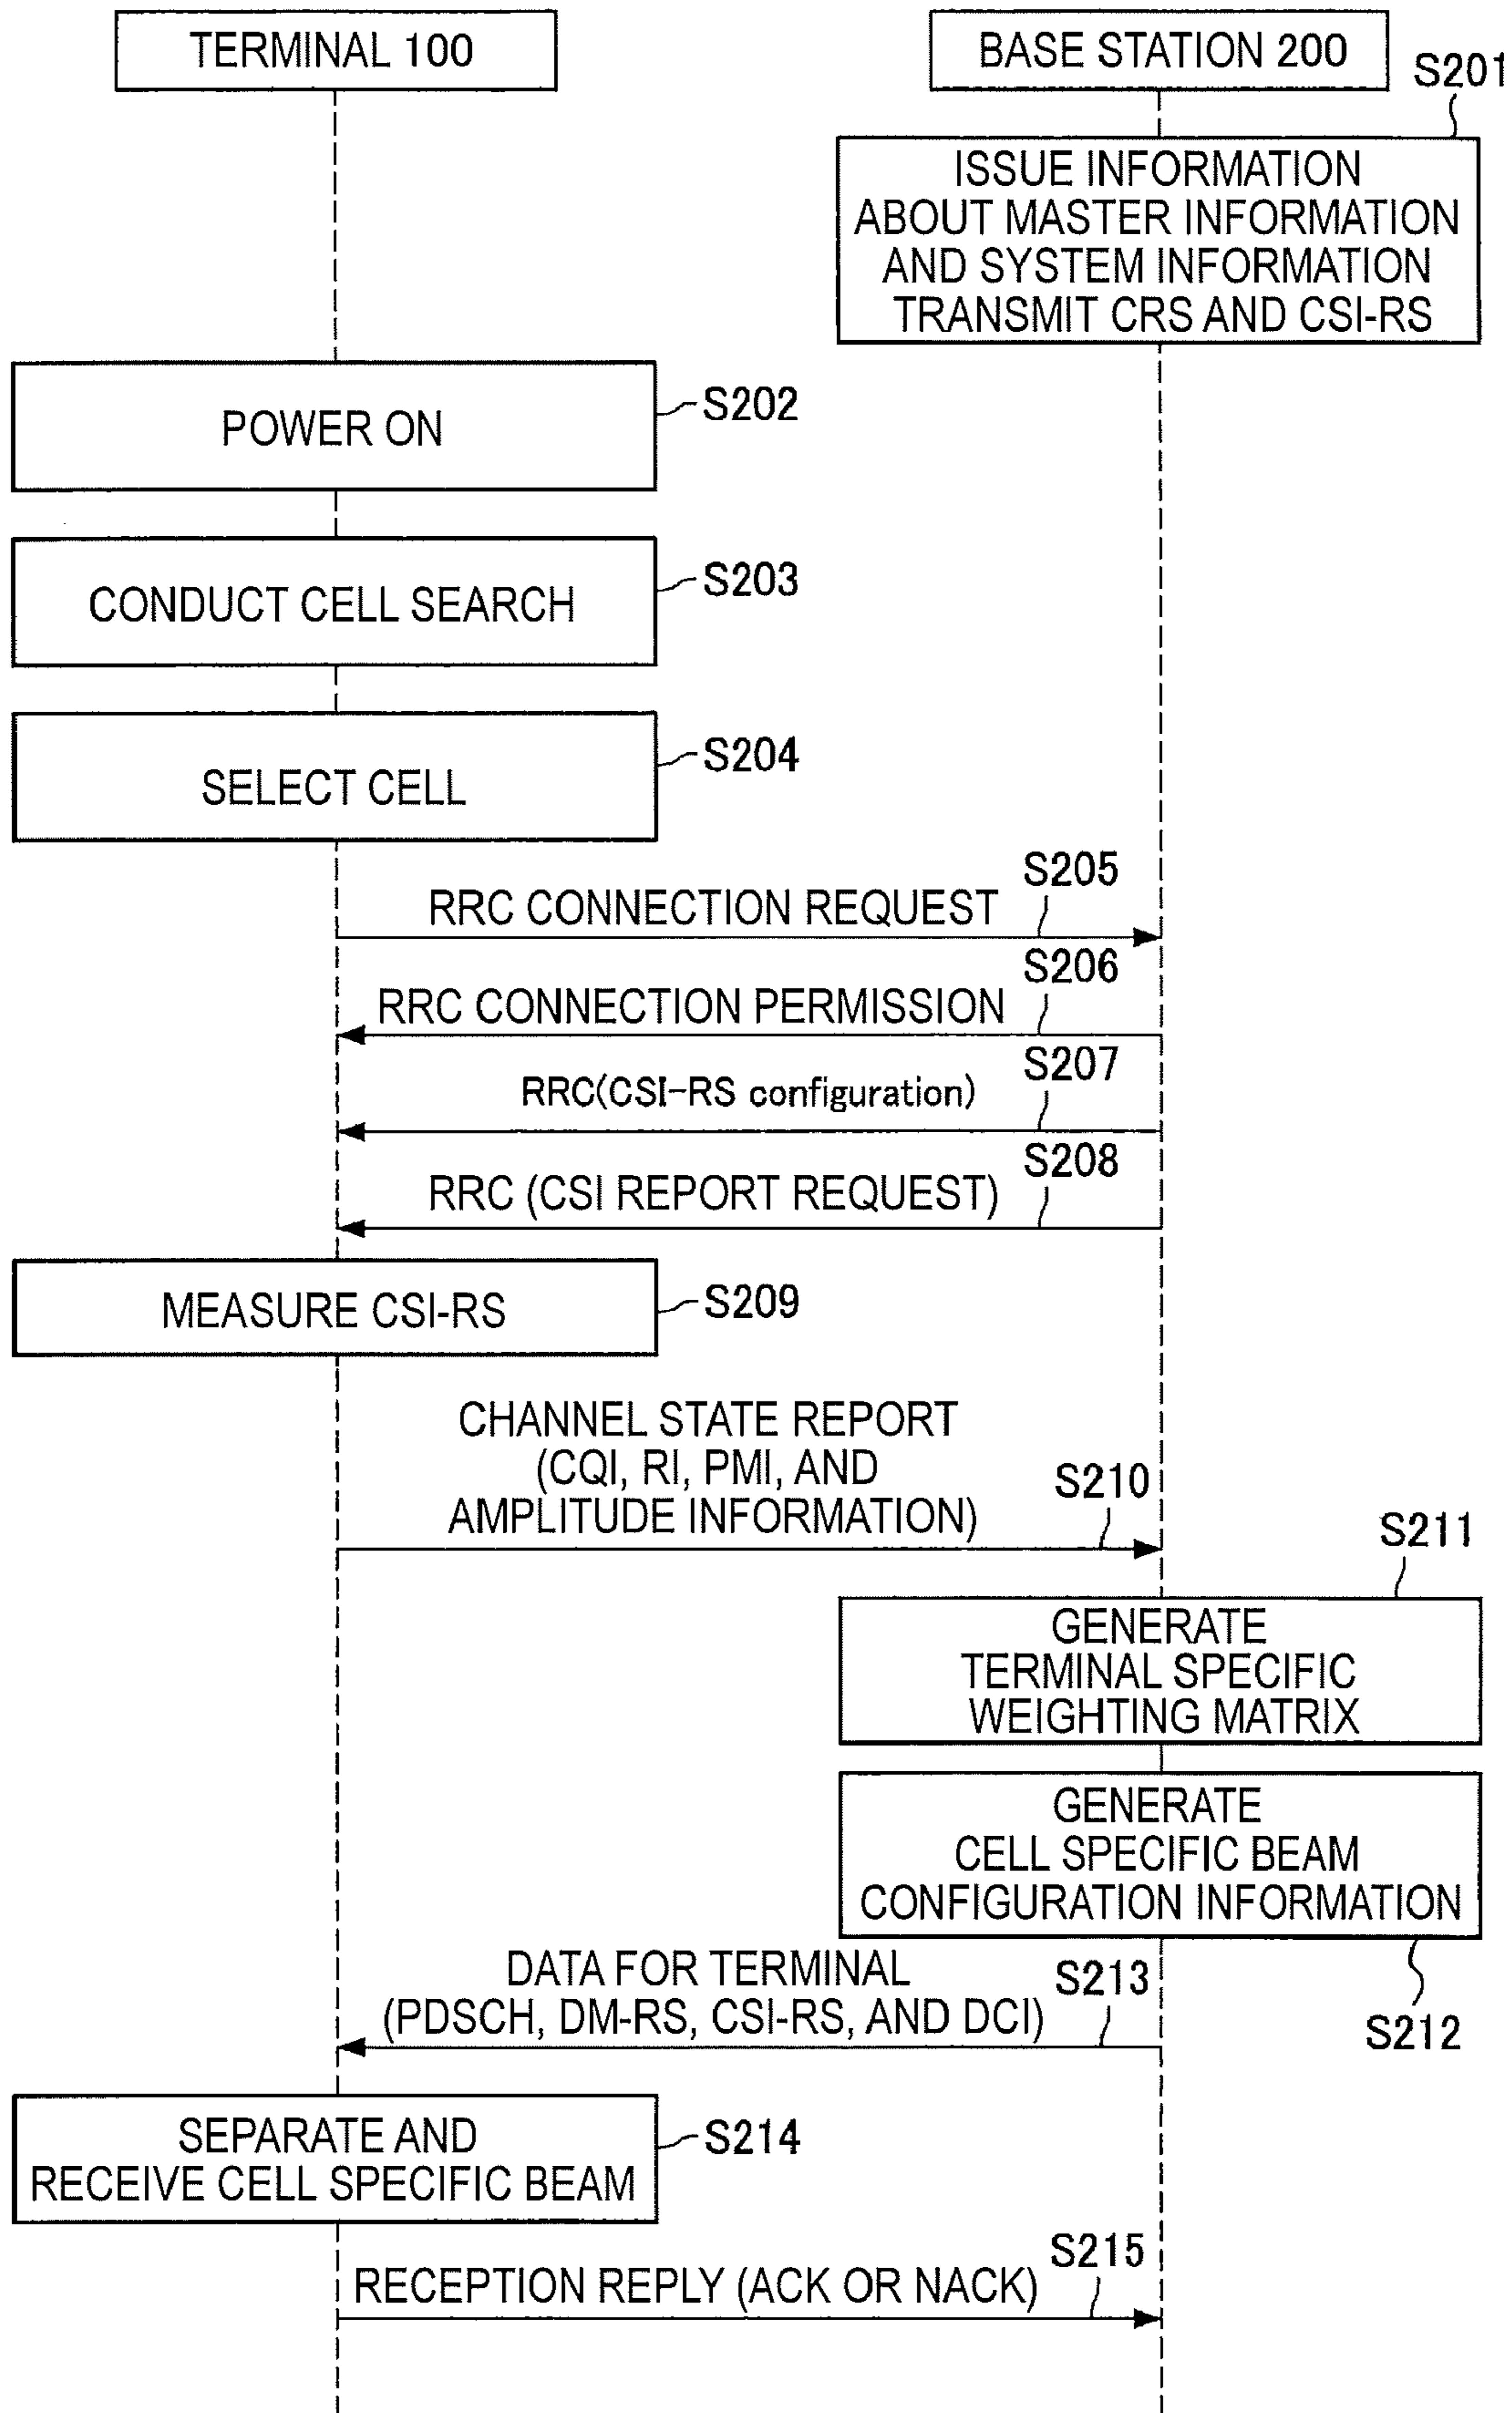 TERMINAL 100
BASE STATION 200
S201
ISSUE INFORMATION
ABOUT MASTER INFORMATION
AND SYSTEM INFORMATION
TRANSMIT CRS AND CSI-RS
POWER ON
S202
CONDUCT CELL SEARCH
S203
SELECT CELL
S204
RRC CONNECTION REQUEST
S205
RRC CONNECTION PERMISSION
S206
RRC(CSI-RS configuration)
S207
RRC (CSI REPORT REQUEST)
S208
MEASURE CSI-RS
S209
CHANNEL STATE REPORT
(CQI, RI, PMI, AND
AMPLITUDE INFORMATION)
S210
S211
GENERATE
TERMINAL SPECIFIC
WEIGHTING MATRIX
GENERATE
CELL SPECIFIC BEAM
CONFIGURATION INFORMATION
S212
DATA FOR TERMINAL
(PDSCH, DM-RS, CSI-RS, AND DCI)
S213
SEPARATE AND
RECEIVE CELL SPECIFIC BEAM
S214
RECEPTION REPLY (ACK OR NACK)
S215